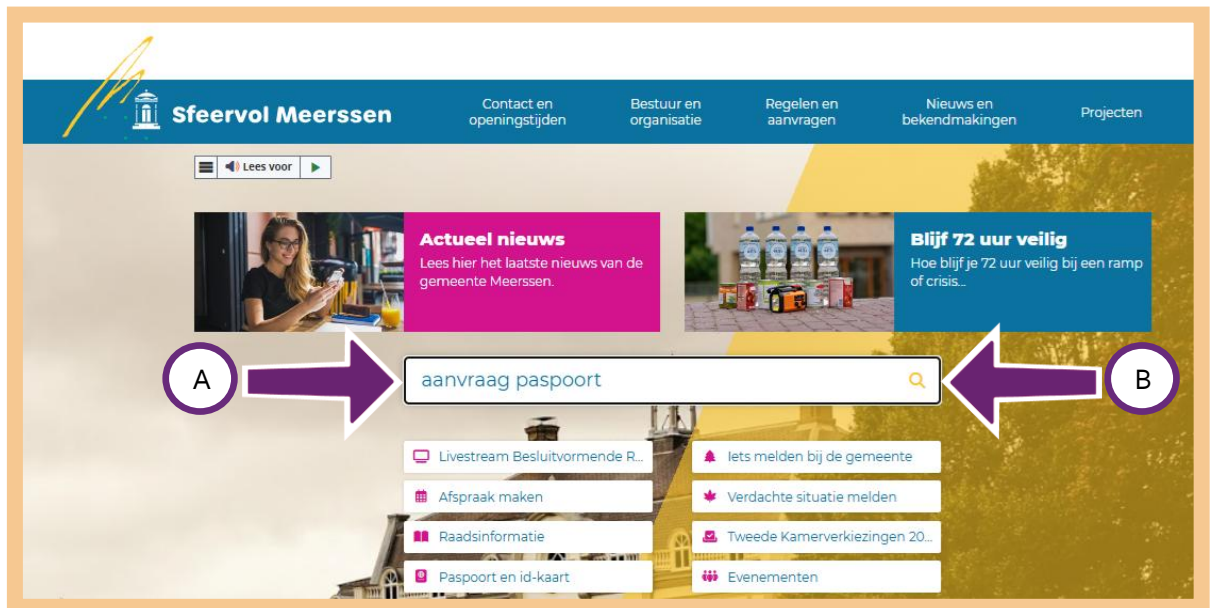 Sfeervol Meerssen
Contact en
openingstijden
Bestuur en
organisatie
Regelen en
aanvragen
Nieuws en
bekendmakingen
Projecten
Lees voor
Actueel nieuws
Lees hier het laatste nieuws van de
gemeente Meerssen.
Blijf 72 uur veilig
Hoe blijf je 72 uur veilig bij een ramp
of crisis...
A
aanvraag paspoort
B
Livestream Besluitvormende R...
Iets melden bij de gemeente
Afspraak maken
Verdachte situatie melden
Raadsinformatie
Tweede Kamerverkiezingen 20...
Paspoort en id-kaart
Evenementen